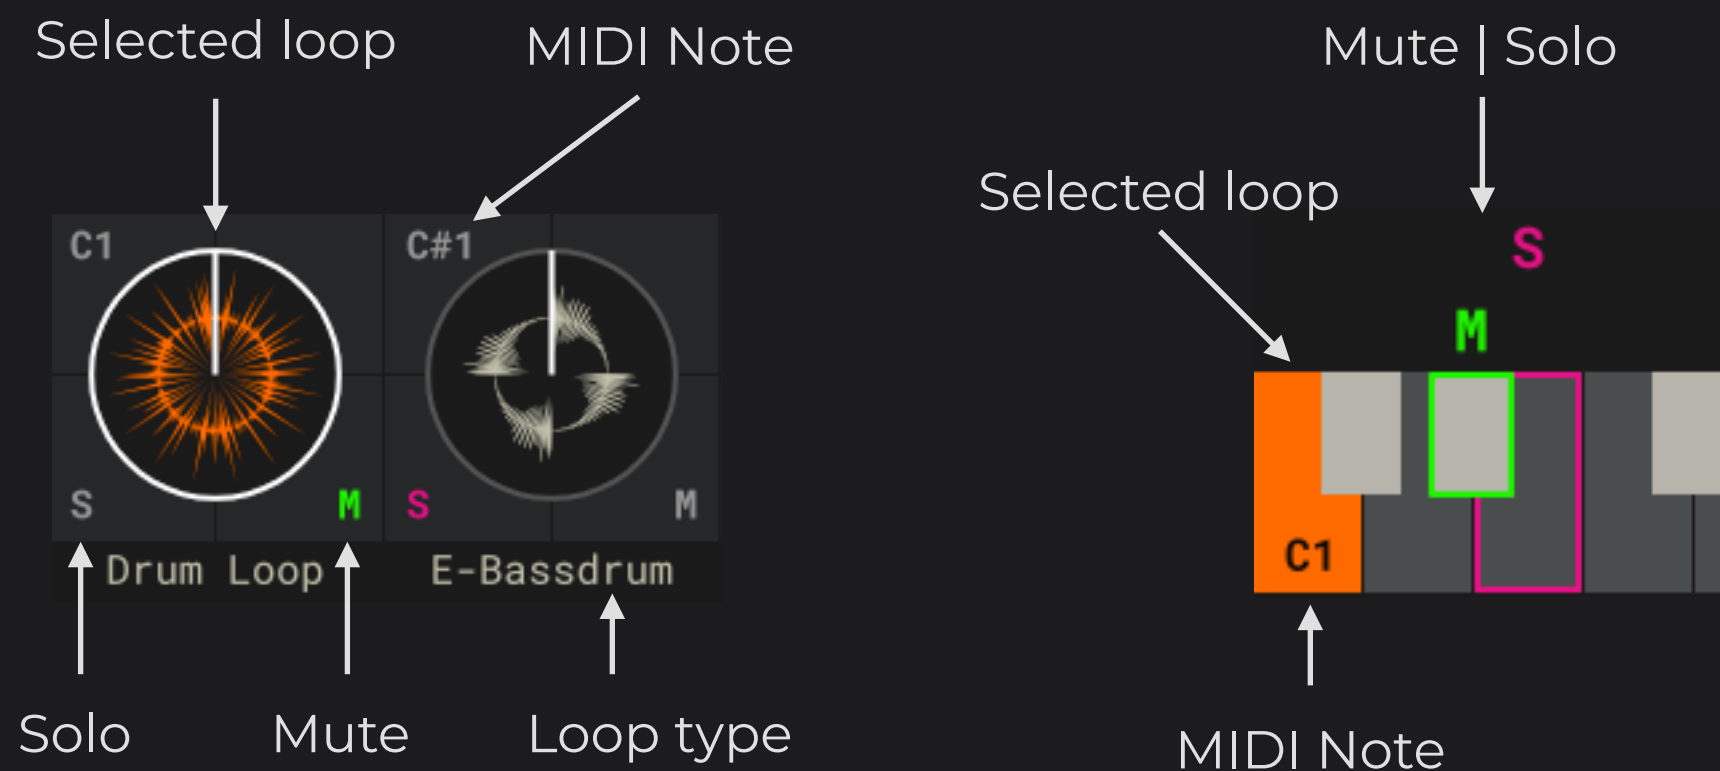 Selected loop
MIDI Note
Mute | Solo
Selected loop
C1
C#1
S
M
S
M
S
M
Drum Loop
E-Bassdrum
C1
Solo
Mute
Loop type
MIDI Note